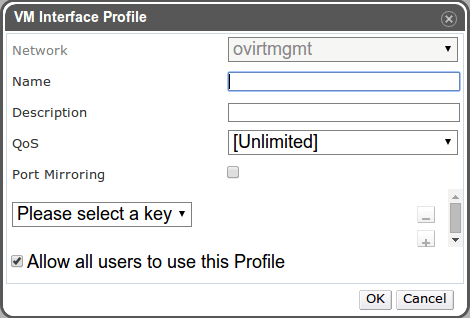 VM Interface Profile
Network ovirtmgmt
Name
Description
QoS [Unlimited]
Port Mirroring
Please select a key
Allow all users to use this Profile
OK Cancel